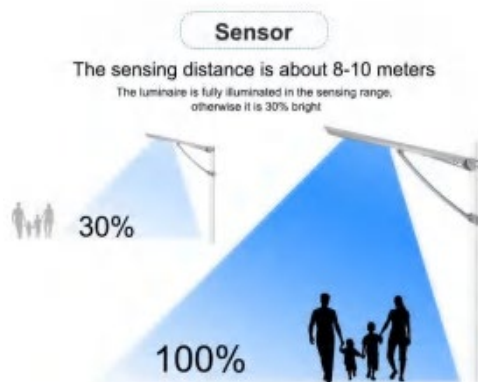 Sensor
The sensing distance is about 8-10 meters
The luminaire is fully illuminated in the sensing range,
otherwise it is 30% bright
30%
100%